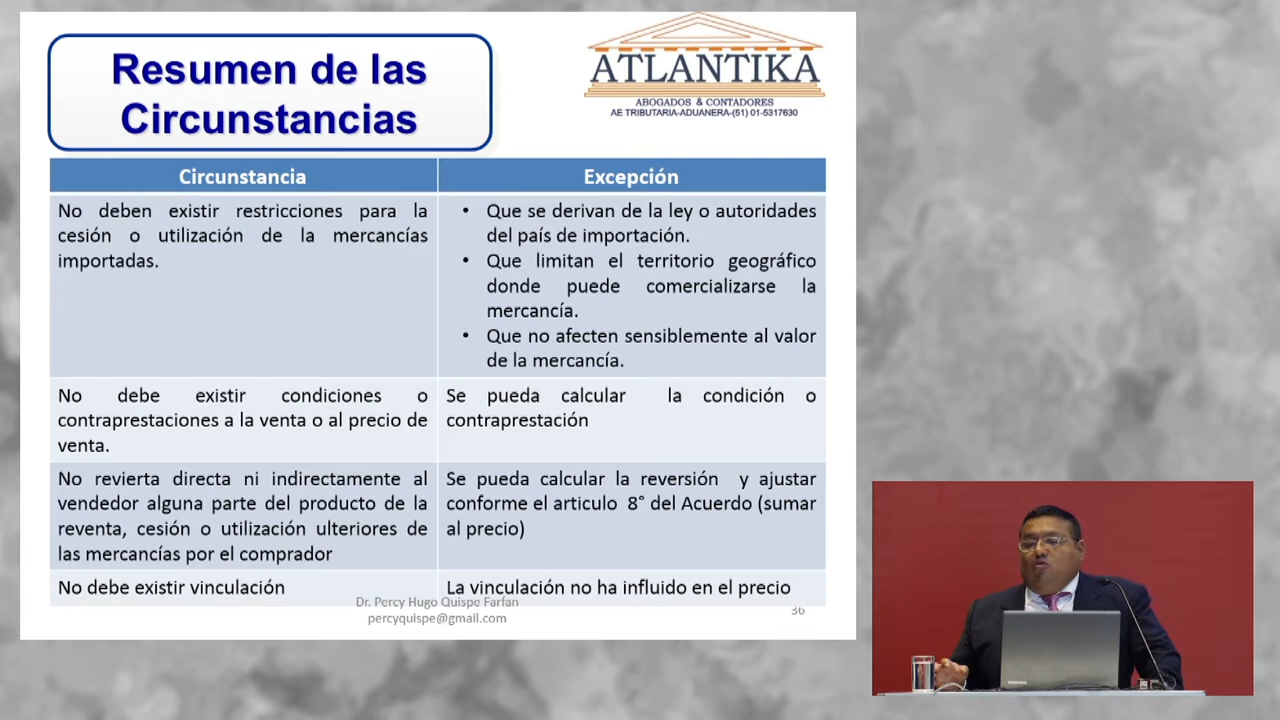 Resumen de las
Circunstancias
ATLANTIKA
ABOGADOS & CONTADORES
AE TRIBUTARIA-ADUANERA-(51) 01-5317630
Circunstancia
Excepción
No deben existir restricciones para la
cesión o utilización de la mercancías
importadas.
• Que se derivan de la ley o autoridades
del país de importación.
• Que limitan el territorio geográfico
donde puede comercializarse la
mercancía.
• Que no afecten sensiblemente al valor
de la mercancía.
No debe existir condiciones o
contraprestaciones a la venta o al precio de
venta.
Se pueda calcular la condición o
contraprestación
No revierta directa ni indirectamente al
vendedor alguna parte del producto de la
reventa, cesión o utilización ulteriores de
las mercancías por el comprador
Se pueda calcular la reversión y ajustar
conforme el articulo 8° del Acuerdo (sumar
al precio)
No debe existir vinculación
La vinculación no ha influido en el precio
Dr. Percy Hugo Quispe Farfan
percyquispe@gmail.com
36